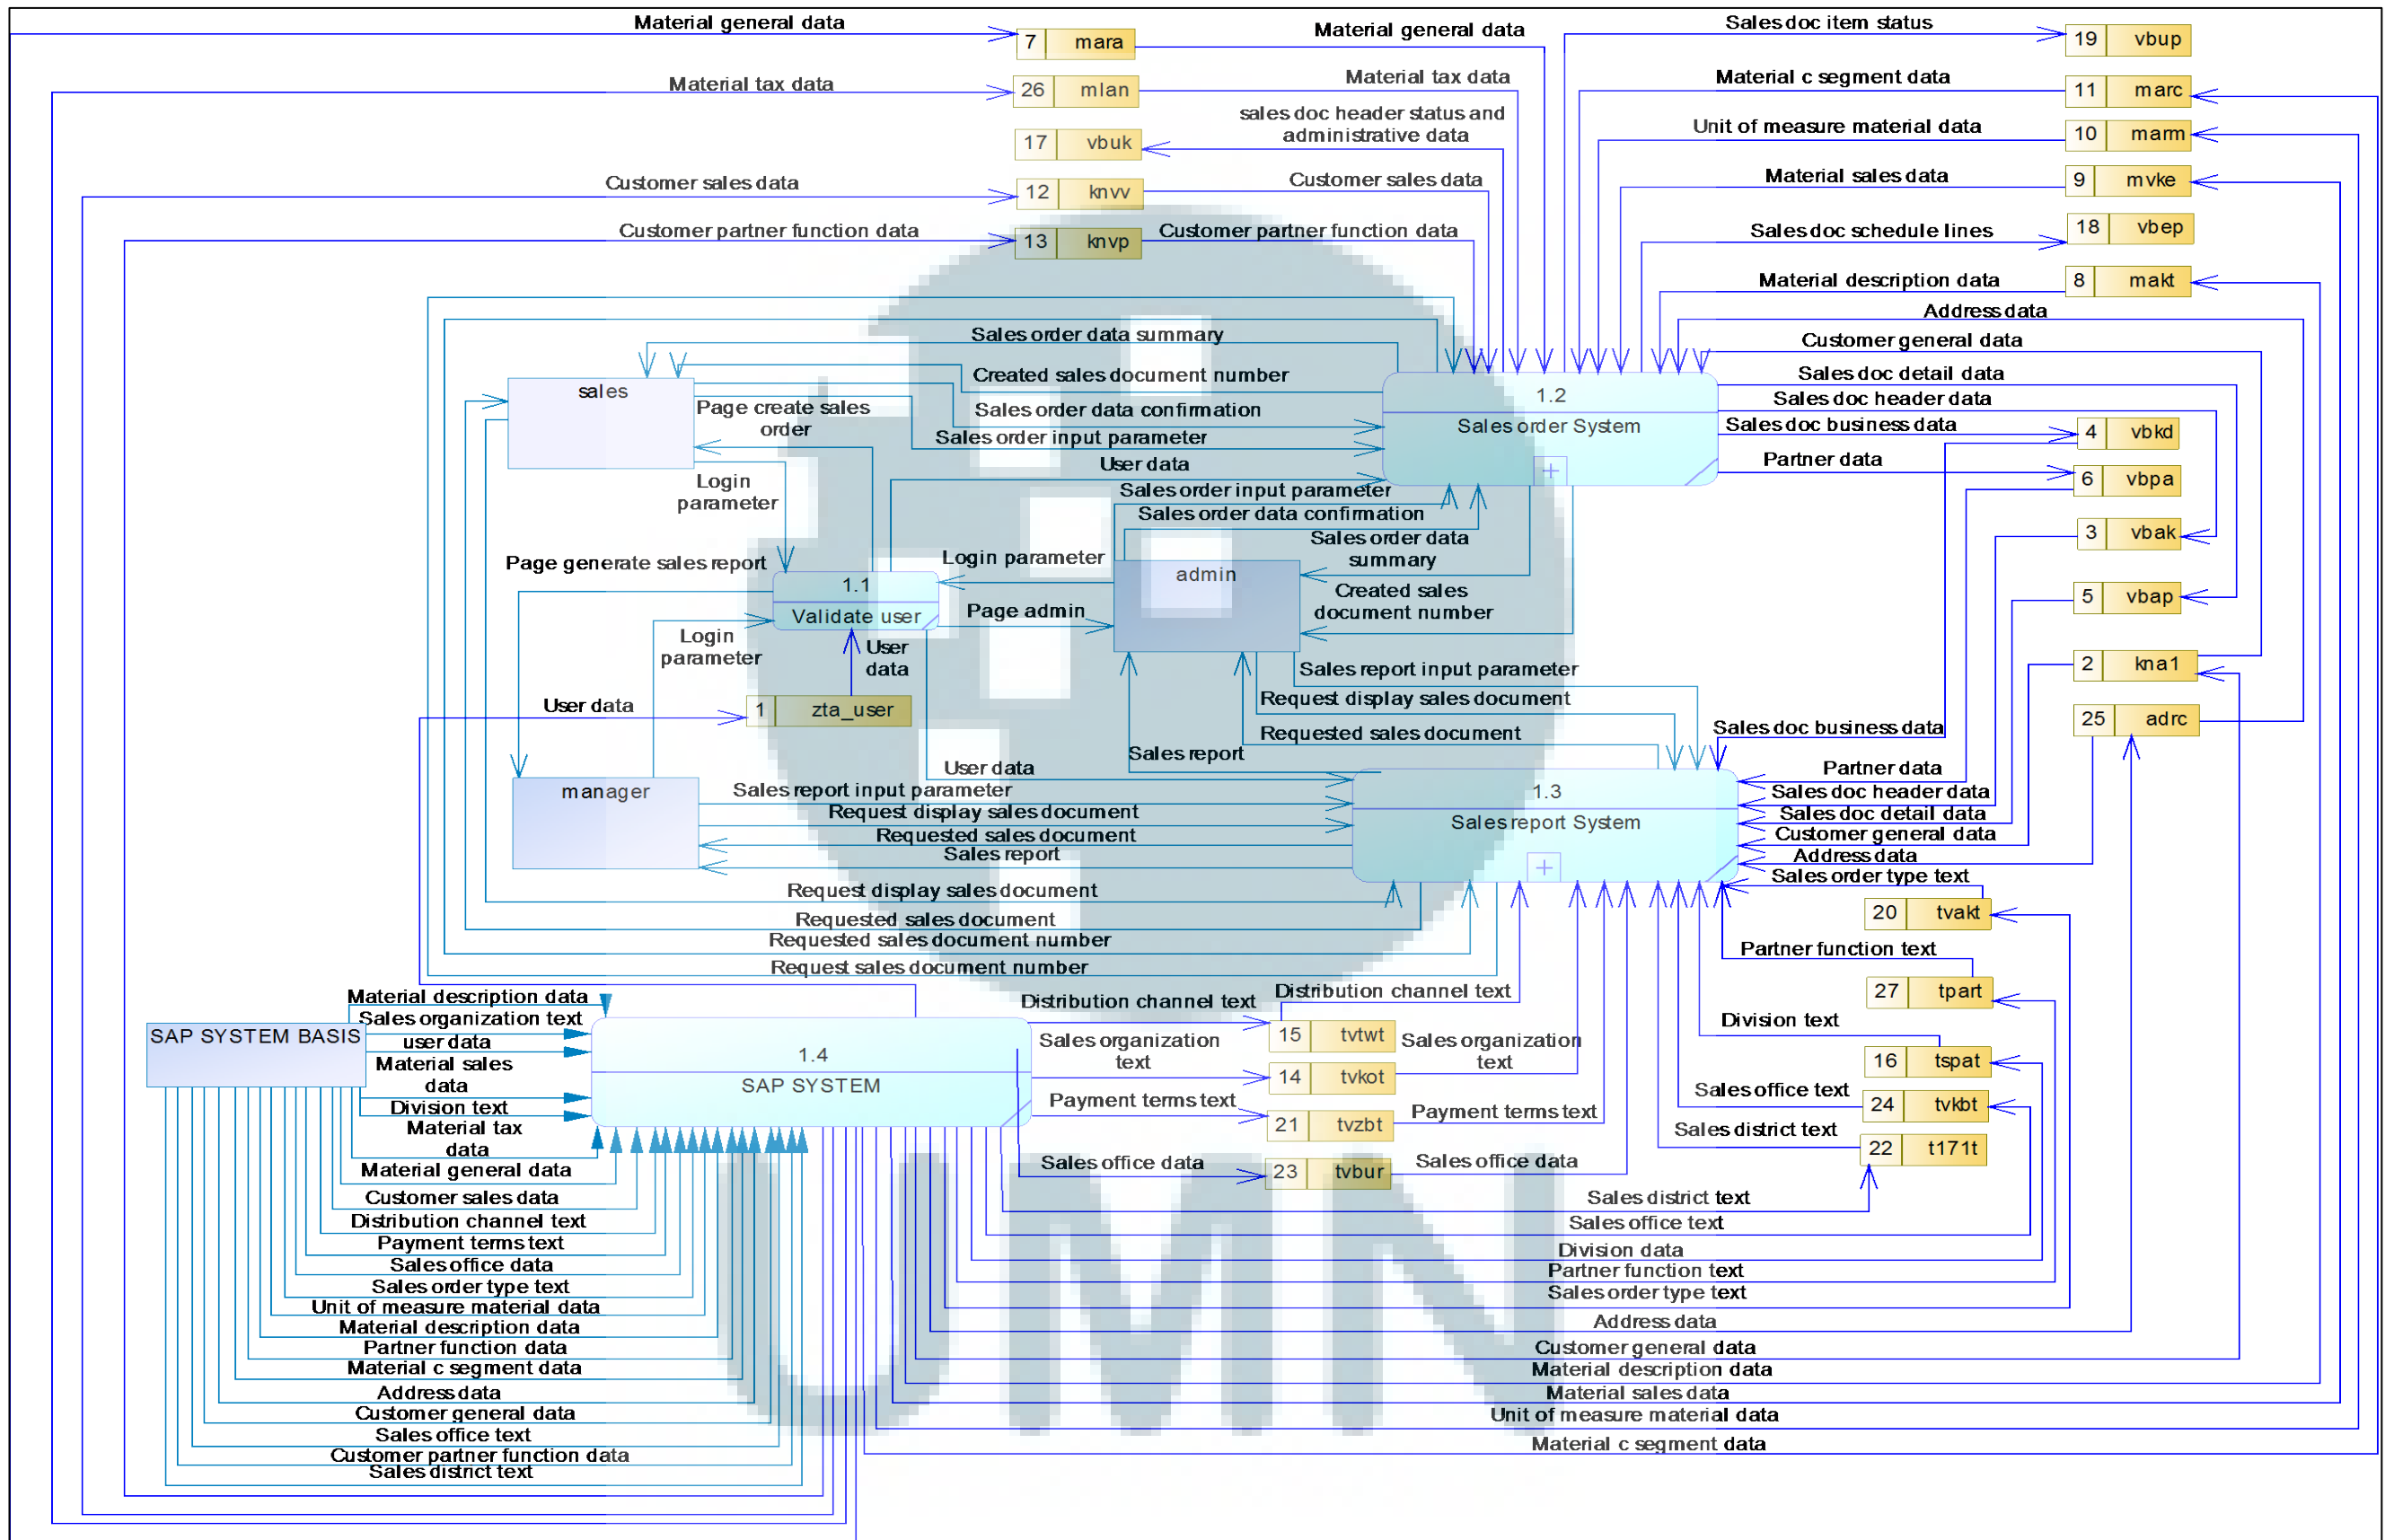 Material general data
7 mara
Material general data
Sales doc item status
19 vbup
Material tax data
26 mlan
Material tax data
Material c segment data
11 marc
17 vbuk
sales doc header status and
administrative data
Unit of measure material data
10 marm
Customer sales data
12 knvv
Customer sales data
Material sales data
9 mvke
Customer partner function data
13 knvp
Customer partner function data
Sales doc schedule lines
18 vbep
Material description data
8 makt
Address data
Sales order data summary
Customer general data
sales
Created sales document number
1.2
Sales order System
Sales doc detail data
Sales doc header data
Page create sales
order
Sales order data confirmation
Sales order input parameter
Sales doc business data
4 vbkd
User data
Partner data
6 vbpa
Login
parameter
Sales order input parameter
Sales order data confirmation
3 vbak
Page generate sales report
Login parameter
Sales order data
summary
admin
1.1
Validate user
Page admin
Created sales
document number
5 vbap
Login
parameter
User
data
Sales report input parameter
2 kna1
Request display sales document
User data
1 zta_user
25 adrc
Requested sales document
Sales doc business data
Sales report
User data
Partner data
manager
Sales report input parameter
1.3
Sales report System
Sales doc header data
Request display sales document
Sales doc detail data
Requested sales document
Customer general data
Sales report
Address data
Sales order type text
Request display sales document
20 tvakt
Requested sales document
Requested sales document number
Partner function text
Request sales document number
27 tpart
Material description data
Distribution channel text
Distribution channel text
Sales organization text
Division text
SAP SYSTEM BASIS
user data
1.4
SAP SYSTEM
Sales organization
text
15 tvtwt
Sales organization
text
16 tspat
Material sales
data
14 tvkot
Sales office text
24 tvkbt
Division text
Payment terms text
21 tvzbt
Payment terms text
Material tax
data
Sales district text
22 t171t
Material general data
Sales office data
23 tvbur
Sales office data
Customer sales data
Sales district text
Distribution channel text
Sales office text
Payment terms text
Division data
Sales office data
Partner function text
Sales order type text
Sales order type text
Unit of measure material data
Address data
Material description data
Partner function data
Customer general data
Material c segment data
Material description data
Address data
Material sales data
Customer general data
Unit of measure material data
Sales office text
Material c segment data
Customer partner function data
Sales district text
UMN